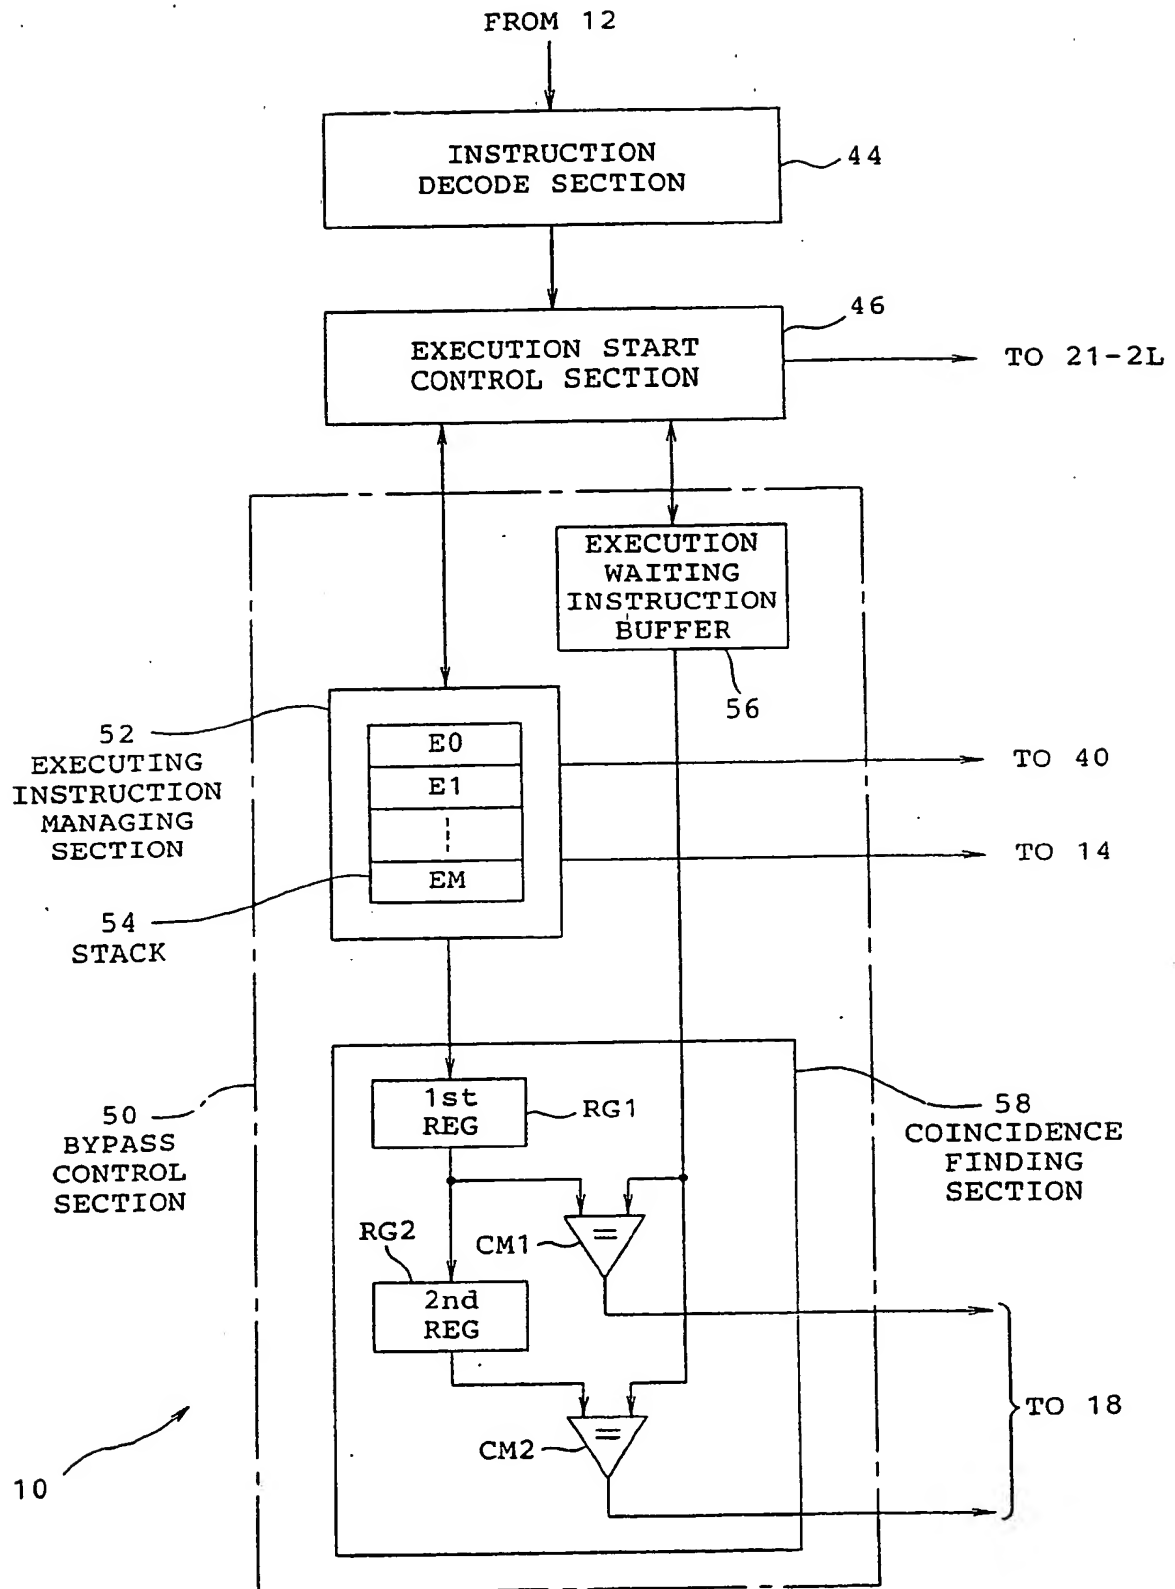 FROM 12
INSTRUCTION
DECODE SECTION
44
46
EXECUTION START
CONTROL SECTION
TO 21-2L
EXECUTION
WAITING
INSTRUCTION
BUFFER
56
52
EXECUTING
INSTRUCTION
MANAGING
SECTION
E0
E1
EM
TO 40
TO 14
54
STACK
50
BYPASS
CONTROL
SECTION
1st
REG
RG1
58
COINCIDENCE
FINDING
SECTION
RG2
CM1
=
2nd
REG
CM2
=
TO 18
10